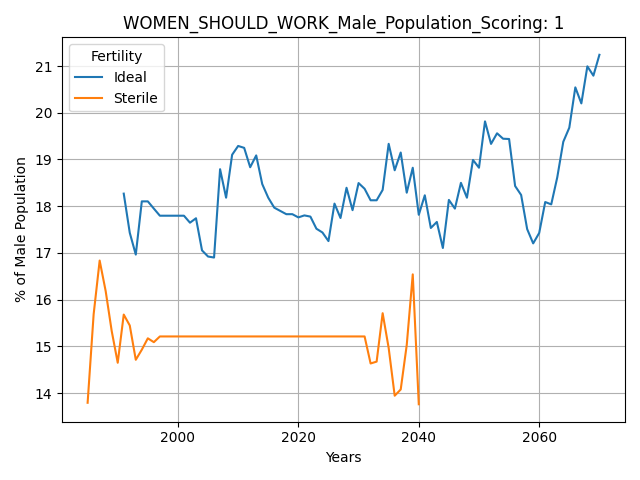 WOMEN_SHOULD_WORK_Male_Population_Scoring: 1
Fertility
Ideal
Sterile
% of Male Population
21
20
19
18
17
16
15
14
2000 2020 2040 2060
Years